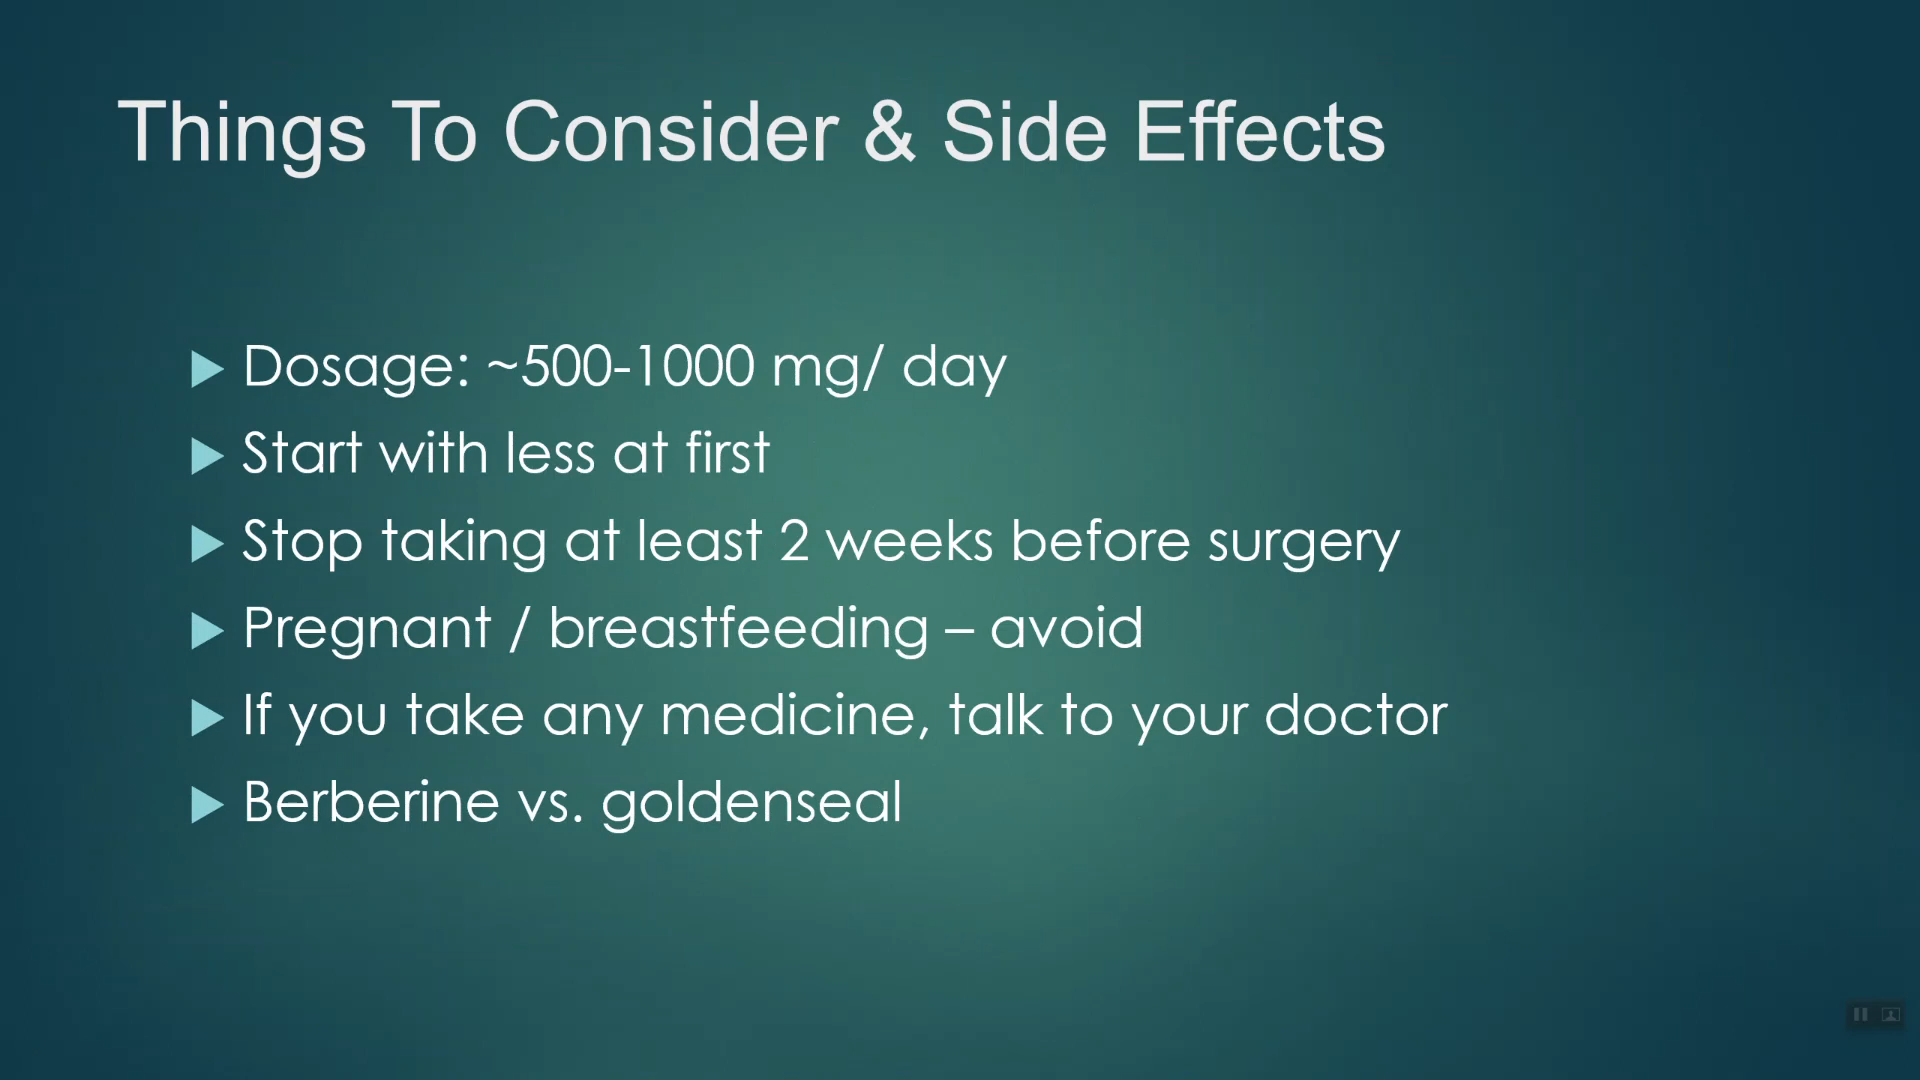 Things To Consider & Side Effects
Dosage: ~500-1000 mg/ day
Start with less at first
Stop taking at least 2 weeks before surgery
Pregnant / breastfeeding – avoid
If you take any medicine, talk to your doctor
Berberine vs. goldenseal